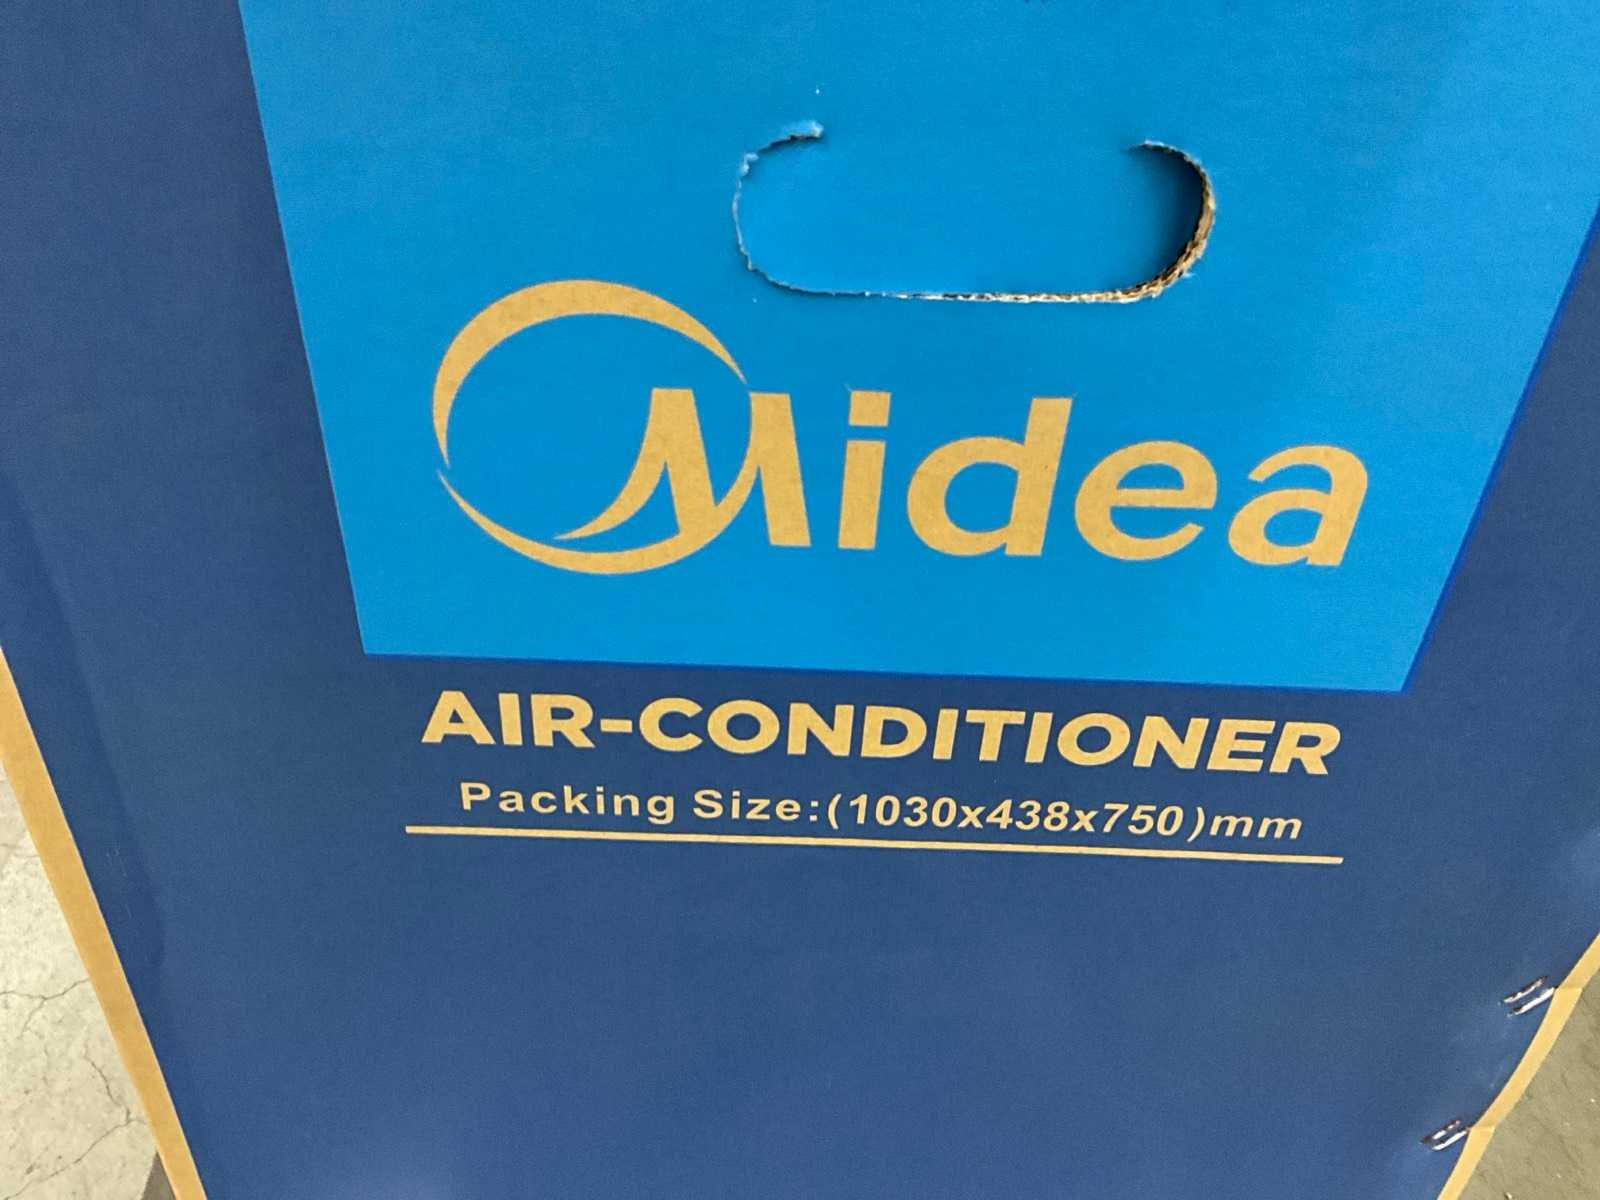 Midea
AIR-CONDITIONER
Packing Size:(1030x438x750)mm